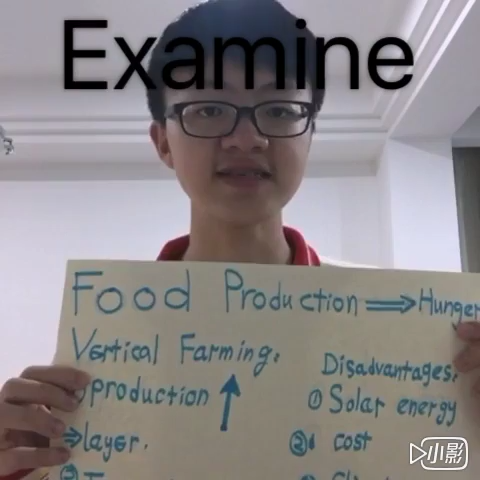 Examine
Food Production ⇒ Hunger
Vertical Farming.
production ↑
⇒ layer.
Disadvantages.
① Solar energy
② cost
小影